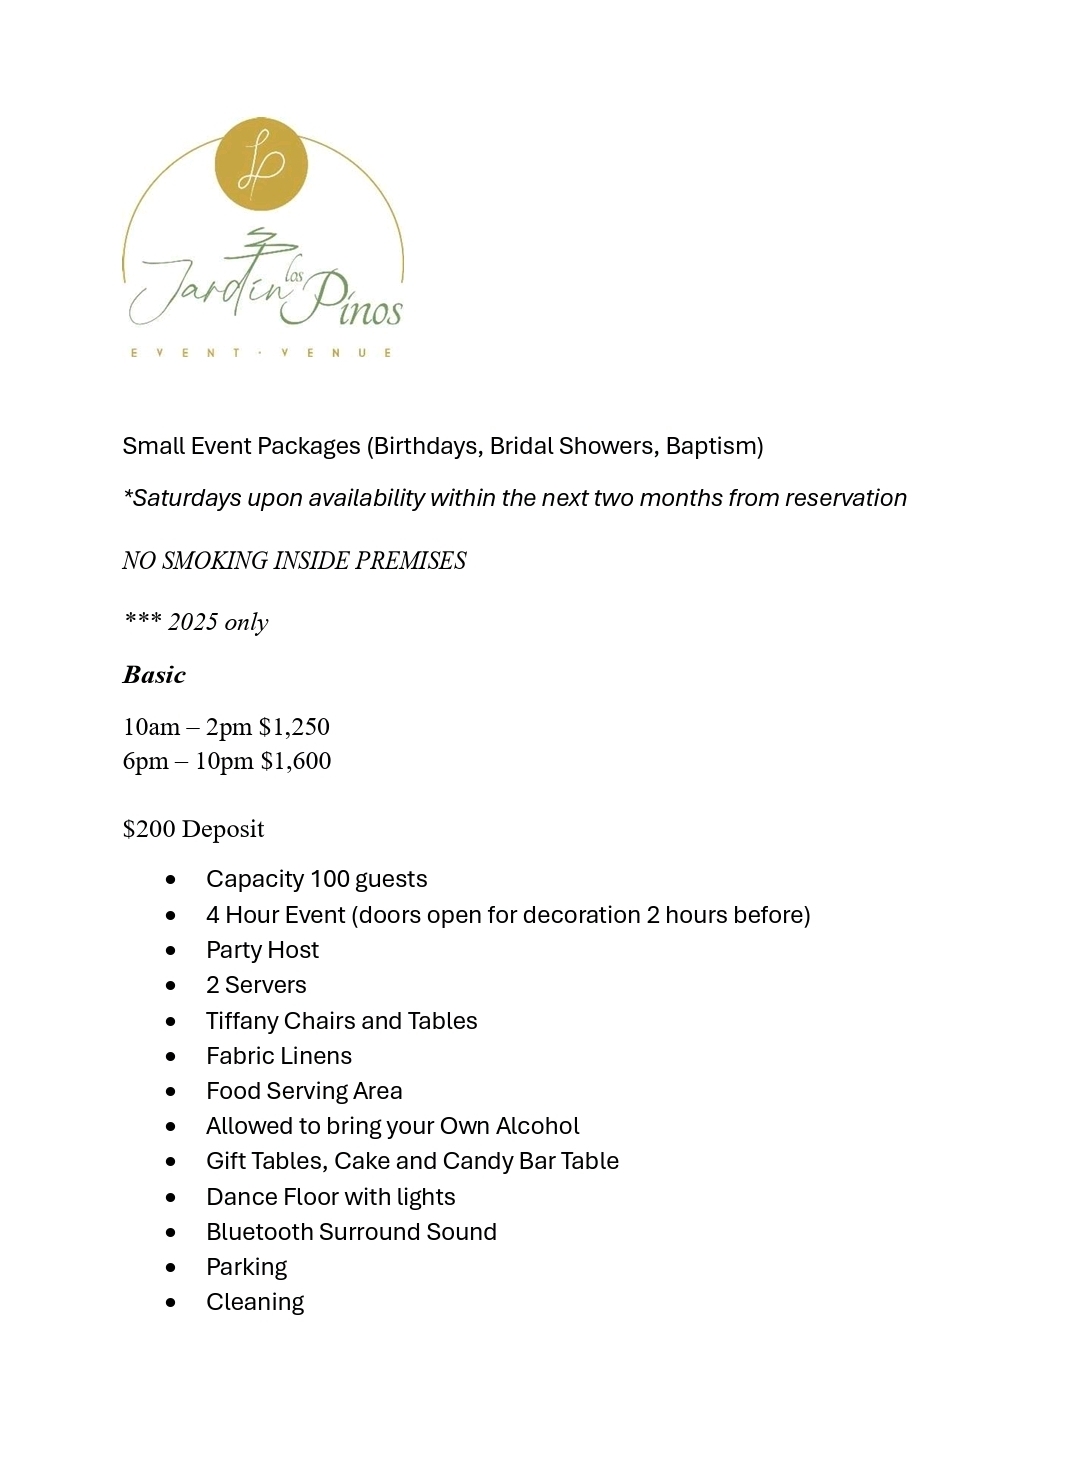 LP
Jardín los Pinos
EVENT · VENUE
Small Event Packages (Birthdays, Bridal Showers, Baptism)
*Saturdays upon availability within the next two months from reservation
NO SMOKING INSIDE PREMISES
*** 2025 only
Basic
10am – 2pm $1,250
6pm – 10pm $1,600
$200 Deposit
• Capacity 100 guests
• 4 Hour Event (doors open for decoration 2 hours before)
• Party Host
• 2 Servers
• Tiffany Chairs and Tables
• Fabric Linens
• Food Serving Area
• Allowed to bring your Own Alcohol
• Gift Tables, Cake and Candy Bar Table
• Dance Floor with lights
• Bluetooth Surround Sound
• Parking
• Cleaning